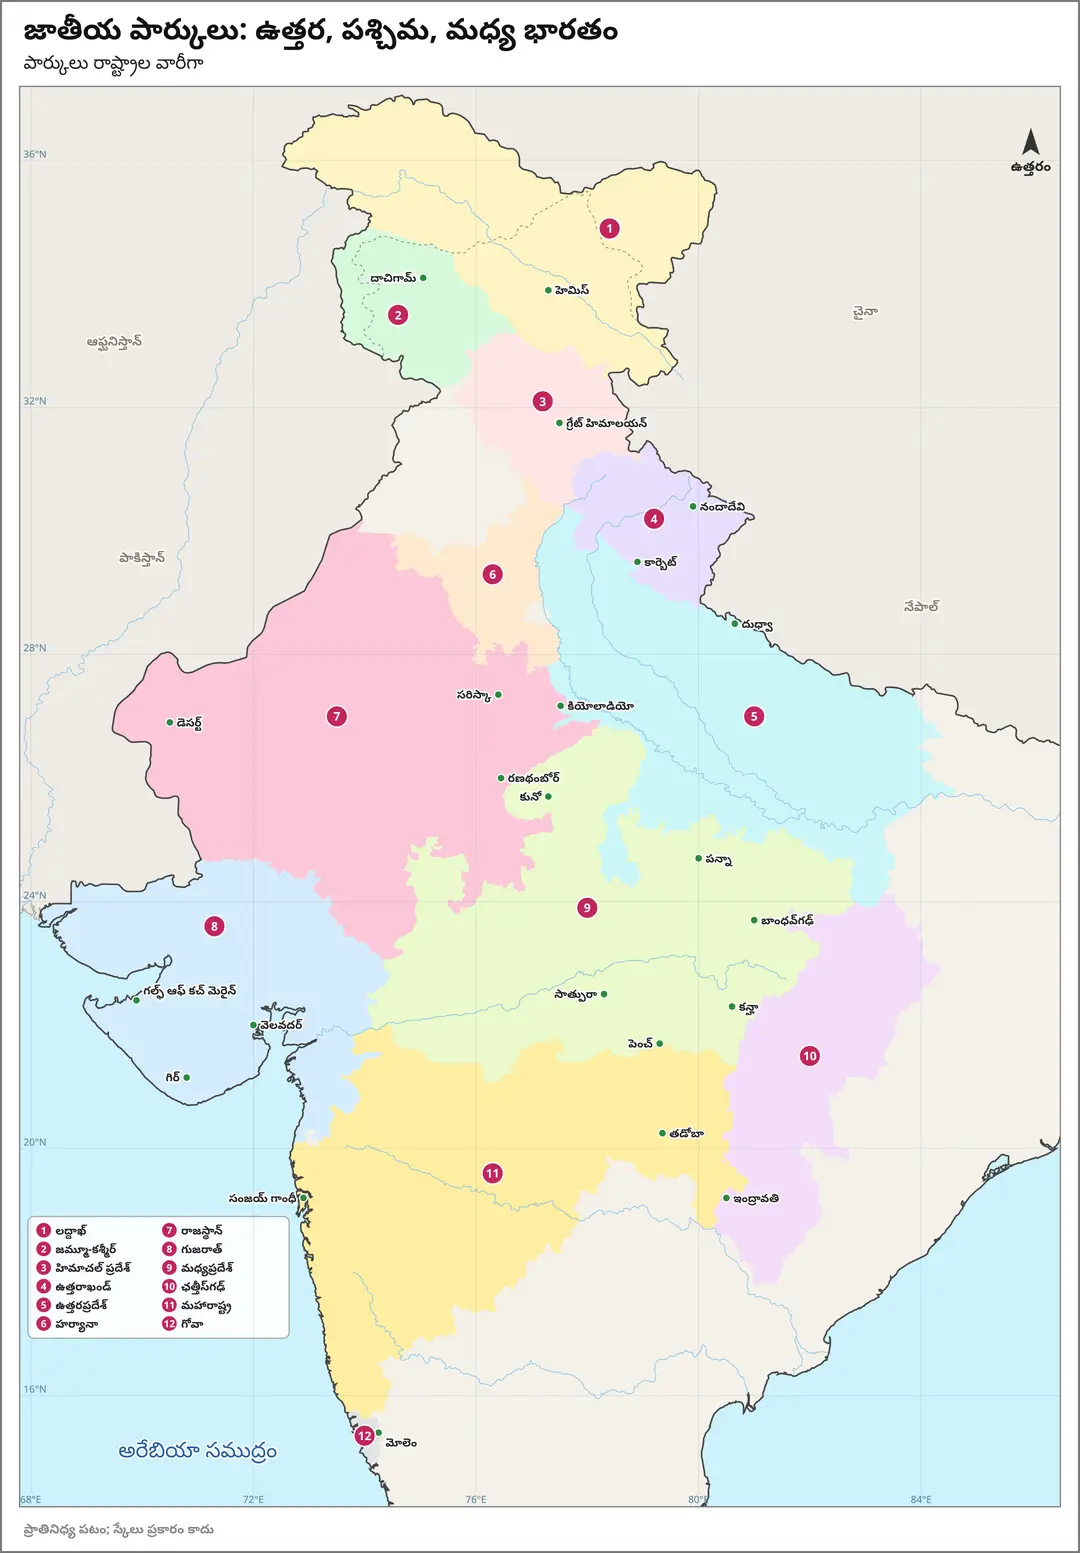 జాతీయ పార్కులు: ఉత్తర, పశ్చిమ, మధ్య భారతం
పార్కులు రాష్ట్రాల వారీగా
36°N
ఉత్తరం
1
దాచిగామ్
హెమిస్
2
చైనా
ఆఫ్ఘనిస్తాన్
32°N
3
గ్రేట్ హిమాలయన్
నందాదేవి
4
పాకిస్తాన్
కార్బెట్
6
నేపాల్
దుధ్వా
28°N
సరిస్కా
కియోలాడియో
డెసర్ట్
7
5
రణథంబోర్
కునో
పన్నా
24°N
9
బాంధవ్‌గఢ్
8
గల్ఫ్ ఆఫ్ కచ్ మెరైన్
సాత్పురా
కన్హా
వెలవదర్
పెంచ్
10
గిర్
తడోబా
20°N
11
సంజయ్ గాంధీ
ఇంద్రావతి
1 లద్దాఖ్
2 జమ్మూ-కశ్మీర్
3 హిమాచల్ ప్రదేశ్
4 ఉత్తరాఖండ్
5 ఉత్తరప్రదేశ్
6 హర్యానా
7 రాజస్థాన్
8 గుజరాత్
9 మధ్యప్రదేశ్
10 ఛత్తీస్‌గఢ్
11 మహారాష్ట్ర
12 గోవా
16°N
12
మోలెం
అరేబియా సముద్రం
68°E
72°E
76°E
80°E
84°E
ప్రాతినిధ్య పటం; స్కేలు ప్రకారం కాదు